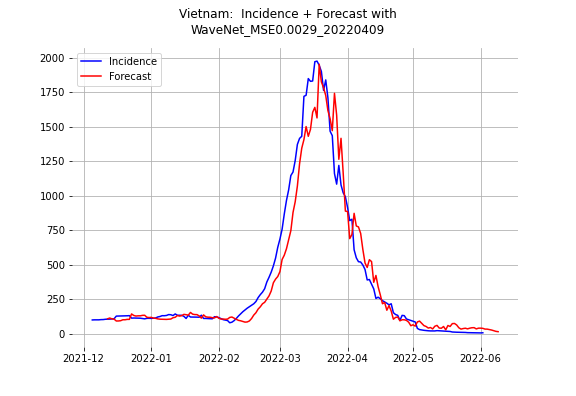 Vietnam:  Incidence + Forecast with
WaveNet_MSE0.0029_20220409
Incidence
Forecast
2000
1750
1500
1250
1000
750
500
250
0
2021-12 2022-01 2022-02 2022-03 2022-04 2022-05 2022-06